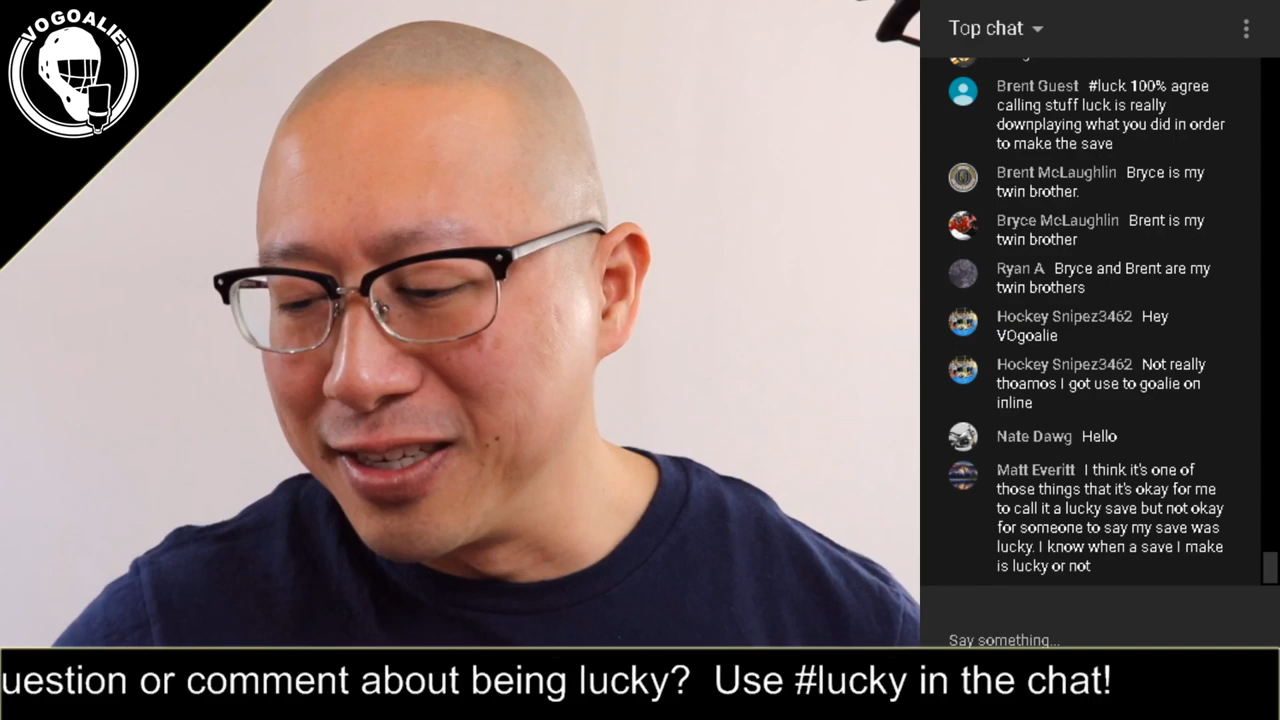 VOGOALIE
Top chat
Brent Guest #luck 100% agree
calling stuff luck is really
downplaying what you did in order
to make the save
Brent McLaughlin Bryce is my
twin brother.
Bryce McLaughlin Brent is my
twin brother
Ryan A Bryce and Brent are my
twin brothers
Hockey Snipez3462 Hey
VOgoalie
Hockey Snipez3462 Not really
thoamos I got use to goalie on
inline
Nate Dawg Hello
Matt Everitt I think it's one of
those things that it's okay for me
to call it a lucky save but not okay
for someone to say my save was
lucky. I know when a save I make
is lucky or not
Say something...
uestion or comment about being lucky? Use #lucky in the chat!